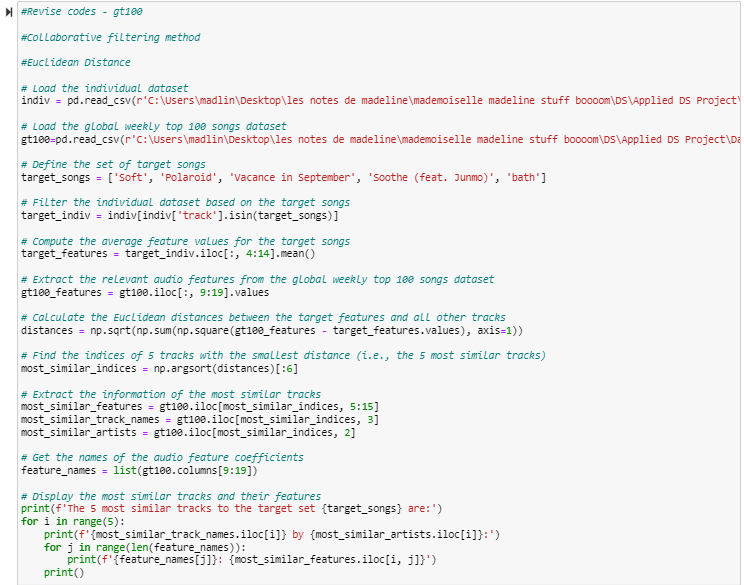 #Revise codes - gt100
#Collaborative filtering method
#Euclidean Distance
# Load the individual dataset
indiv = pd.read_csv(r'C:\Users\madlin\Desktop\les notes de madeline\mademoiselle madeline stuff boooom\DS\Applied DS Project\
# Load the global weekly top 100 songs dataset
gt100=pd.read_csv(r'C:\Users\madlin\Desktop\les notes de madeline\mademoiselle madeline stuff boooom\DS\Applied DS Project\Da
# Define the set of target songs
target_songs = ['Soft', 'Polaroid', 'Vacance in September', 'Soothe (feat. Junmo)', 'bath']
# Filter the individual dataset based on the target songs
target_indiv = indiv[indiv['track'].isin(target_songs)]
# Compute the average feature values for the target songs
target_features = target_indiv.iloc[:, 4:14].mean()
# Extract the relevant audio features from the global weekly top 100 songs dataset
gt100_features = gt100.iloc[:, 9:19].values
# Calculate the Euclidean distances between the target features and all other tracks
distances = np.sqrt(np.sum(np.square(gt100_features - target_features.values), axis=1))
# Find the indices of 5 tracks with the smallest distance (i.e., the 5 most similar tracks)
most_similar_indices = np.argsort(distances)[:6]
# Extract the information of the most similar tracks
most_similar_features = gt100.iloc[most_similar_indices, 5:15]
most_similar_track_names = gt100.iloc[most_similar_indices, 3]
most_similar_artists = gt100.iloc[most_similar_indices, 2]
# Get the names of the audio feature coefficients
feature_names = list(gt100.columns[9:19])
# Display the most similar tracks and their features
print(f'The 5 most similar tracks to the target set {target_songs} are:')
for i in range(5):
    print(f'{most_similar_track_names.iloc[i]} by {most_similar_artists.iloc[i]}:')
    for j in range(len(feature_names)):
        print(f'{feature_names[j]}: {most_similar_features.iloc[i, j]}')
    print()